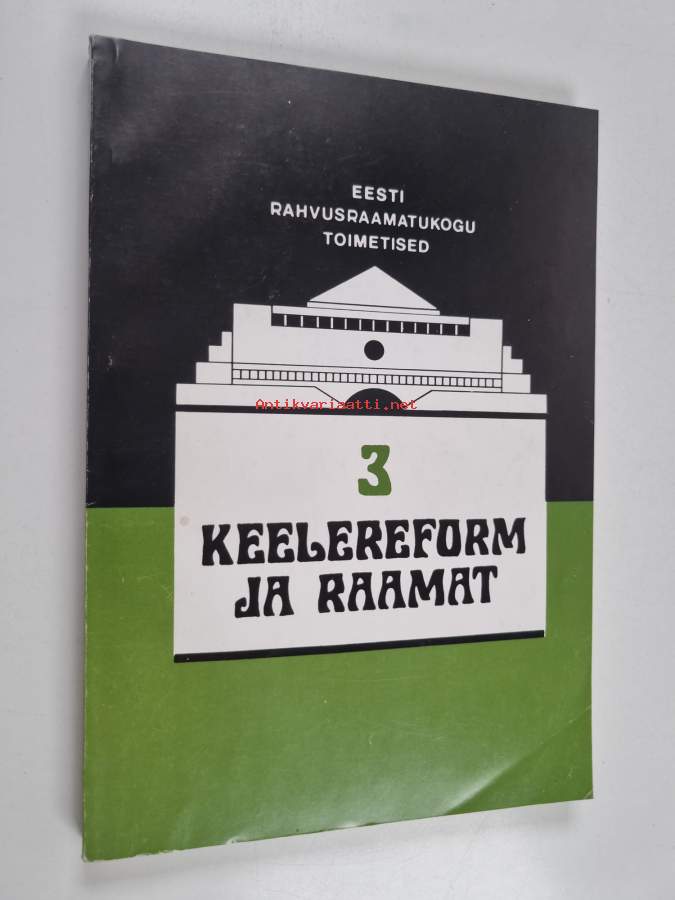 EESTI
RAHVUSRAAMATUKOGU
TOIMETISED
Antikvariaatti.net
3
KEELEREFORM
JA RAAMAT